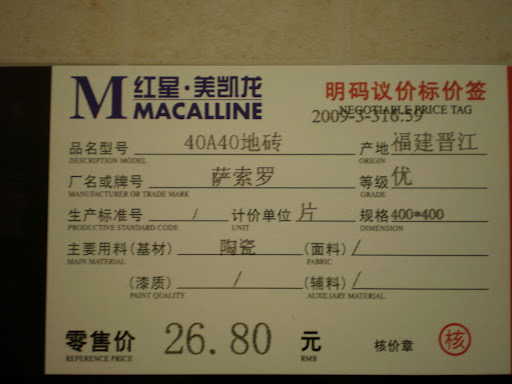 M 红星·美凯龙 明码议价标价签
MACALLINE NEGOTIABLE PRICE TAG
2009-3-316:59
品名型号 40A40地砖 产地 福建晋江
DESCRIPTION MODEL ORIGIN
厂名或牌号 萨索罗 等级 优
MANUFACTURER OR TRADE MARK GRADE
生产标准号 / 计价单位 片 规格 400*400
PRODUCTIVE STANDARD CODE UNIT DIMENSION
主要用料(基材) 陶瓷 (面料) /
MAIN MATERIAL FABRIC
(漆质) / (辅料) /
PAINT QUALITY AUXILIARY MATERIAL
零售价 26.80 元 核价章 核
REFERENCE PRICE RMB